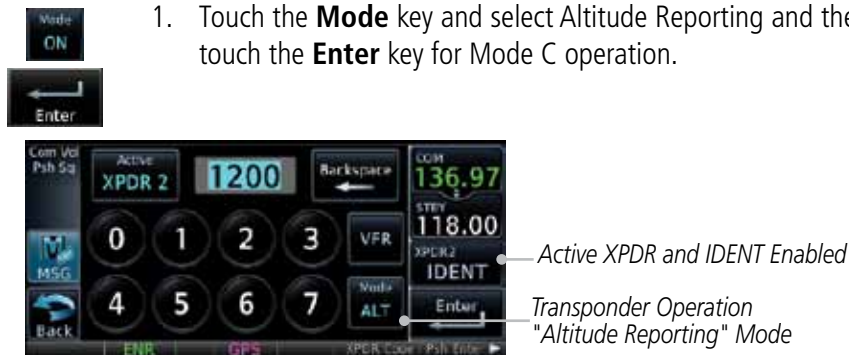 Mode
ON
1. Touch the Mode key and select Altitude Reporting and the
touch the Enter key for Mode C operation.
Enter
Com Vol
Psh Sq
Active
XPDR 2
1200
Backspace
COM
136.97
STBY
118.00
0 1 2 3 VFR
XPDR2
IDENT
Active XPDR and IDENT Enabled
MSG
4 5 6 7
Mode
ALT
Enter
Transponder Operation
"Altitude Reporting" Mode
Back
ENR GPS XPDR Code Psh Enter